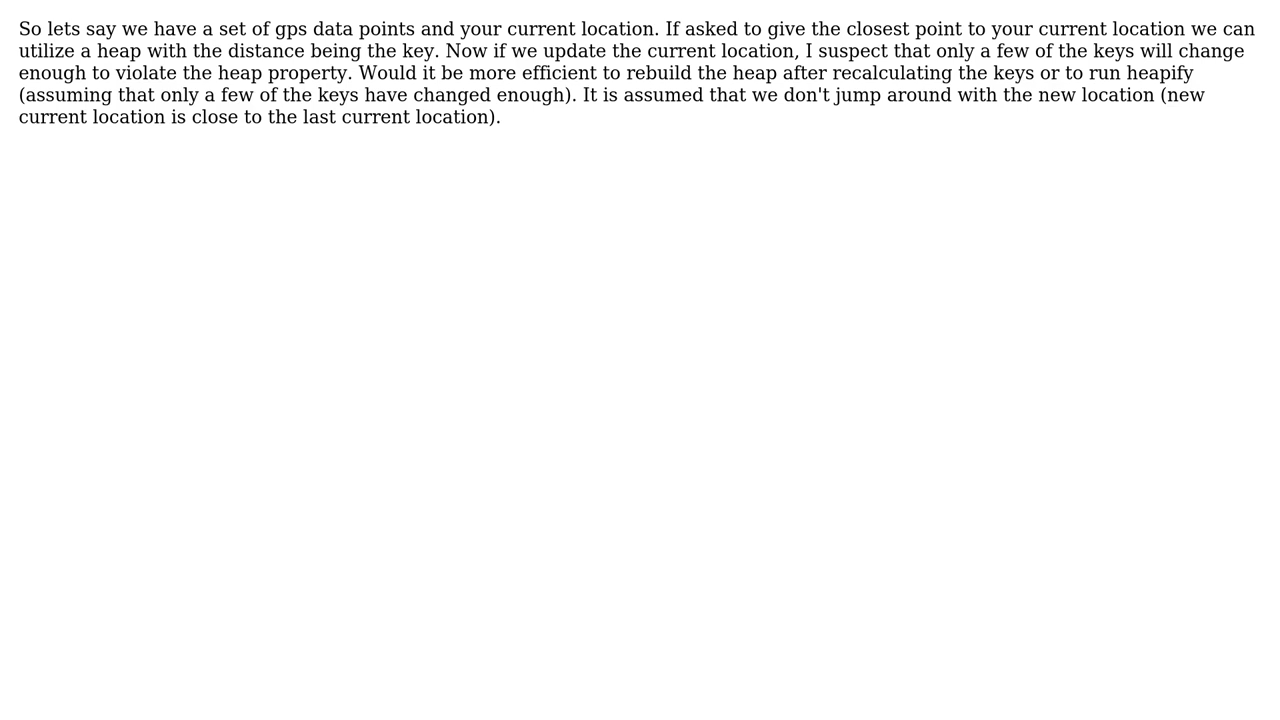 So lets say we have a set of gps data points and your current location. If asked to give the closest point to your current location we can
utilize a heap with the distance being the key. Now if we update the current location, I suspect that only a few of the keys will change
enough to violate the heap property. Would it be more efficient to rebuild the heap after recalculating the keys or to run heapify
(assuming that only a few of the keys have changed enough). It is assumed that we don't jump around with the new location (new
current location is close to the last current location).